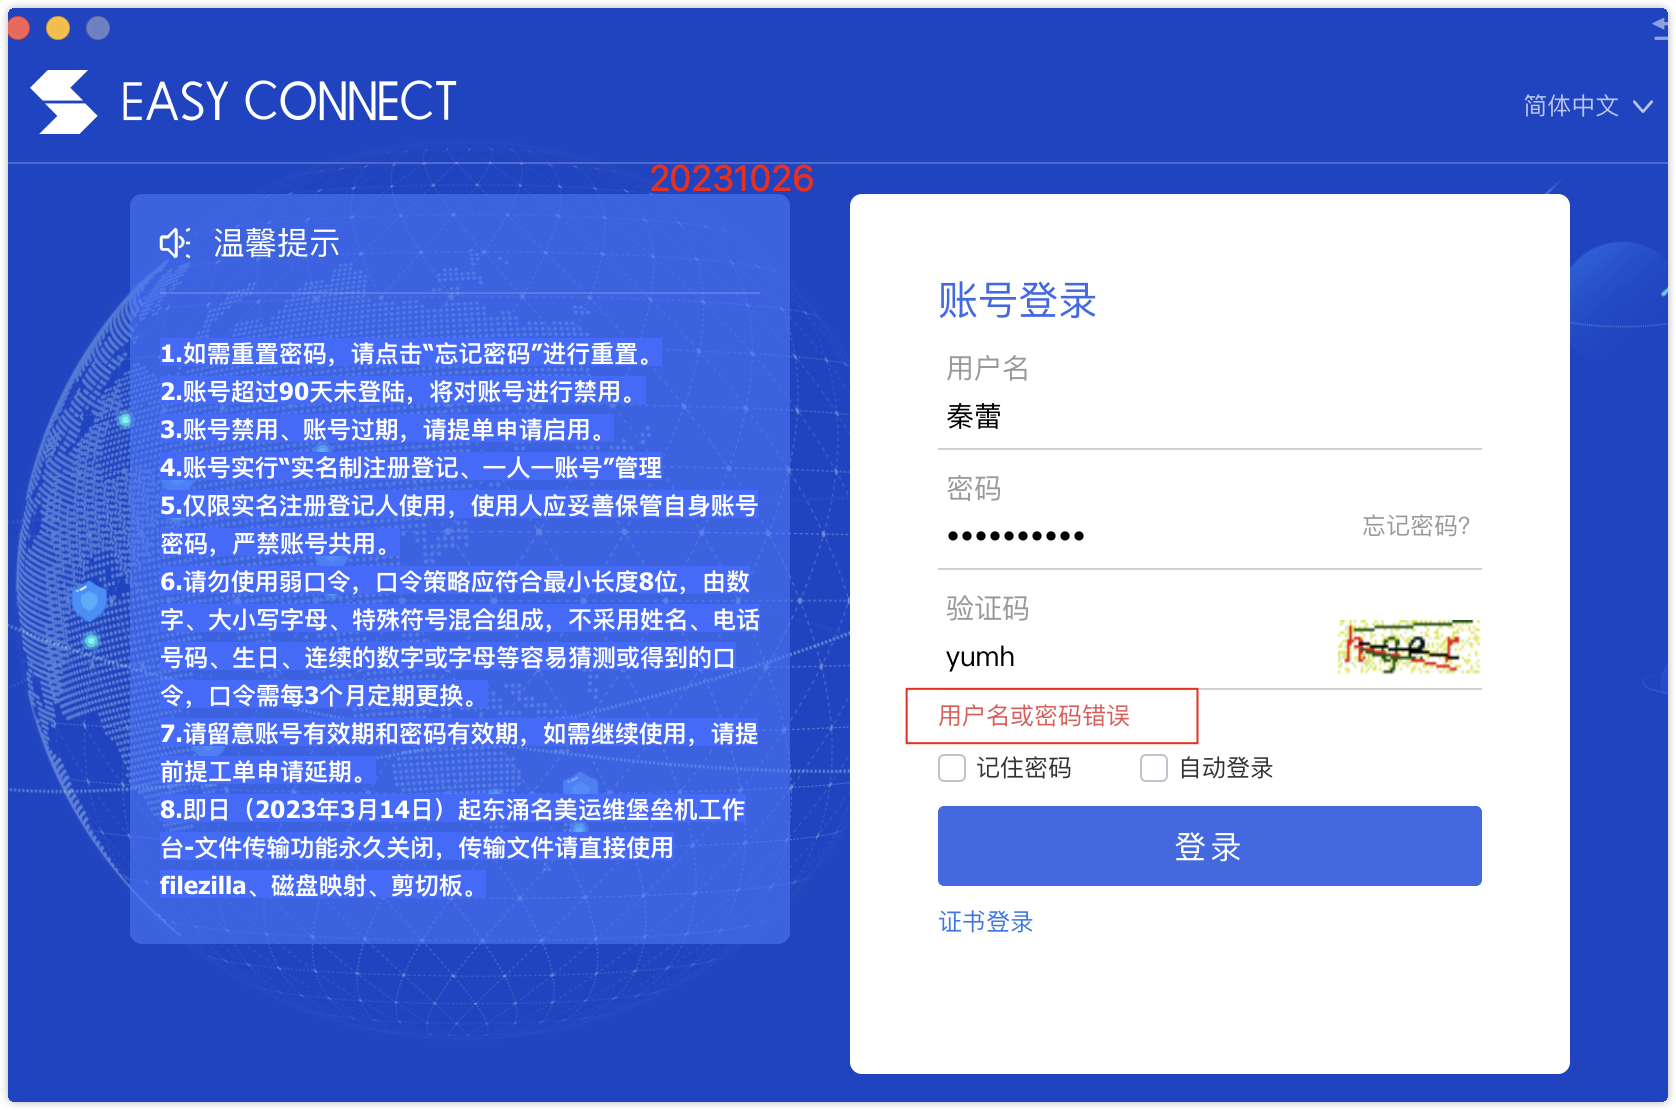 EASY CONNECT
简体中文
20231026
温馨提示
1.如需重置密码，请点击“忘记密码”进行重置。
2.账号超过90天未登陆，将对账号进行禁用。
3.账号禁用、账号过期，请提单申请启用。
4.账号实行“实名制注册登记、一人一账号”管理
5.仅限实名注册登记人使用，使用人应妥善保管自身账号
密码，严禁账号共用。
6.请勿使用弱口令，口令策略应符合最小长度8位，由数
字、大小写字母、特殊符号混合组成，不采用姓名、电话
号码、生日、连续的数字或字母等容易猜测或得到的口
令，口令需每3个月定期更换。
7.请留意账号有效期和密码有效期，如需继续使用，请提
前提工单申请延期。
8.即日（2023年3月14日）起东涌名美运维堡垒机工作
台-文件传输功能永久关闭，传输文件请直接使用
filezilla、磁盘映射、剪切板。
账号登录
用户名
秦蕾
密码
••••••••••
忘记密码?
验证码
yumh
用户名或密码错误
记住密码
自动登录
登录
证书登录